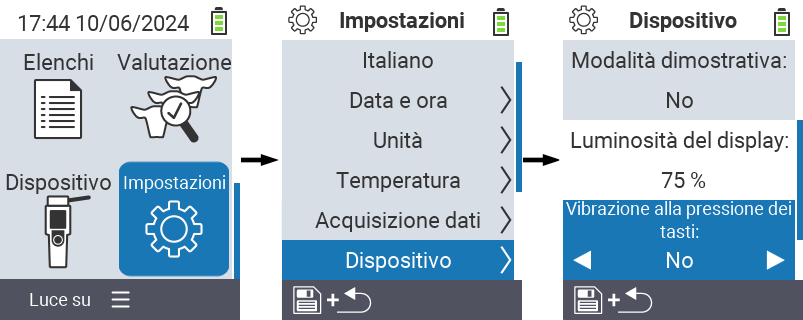 17:44 10/06/2024
Elenchi
Valutazione
Dispositivo
Impostazioni
Luce su
Impostazioni
Italiano
Data e ora
Unità
Temperatura
Acquisizione dati
Dispositivo
+
Dispositivo
Modalità dimostrativa:
No
Luminosità del display:
75 %
Vibrazione alla pressione dei
tasti:
No
+